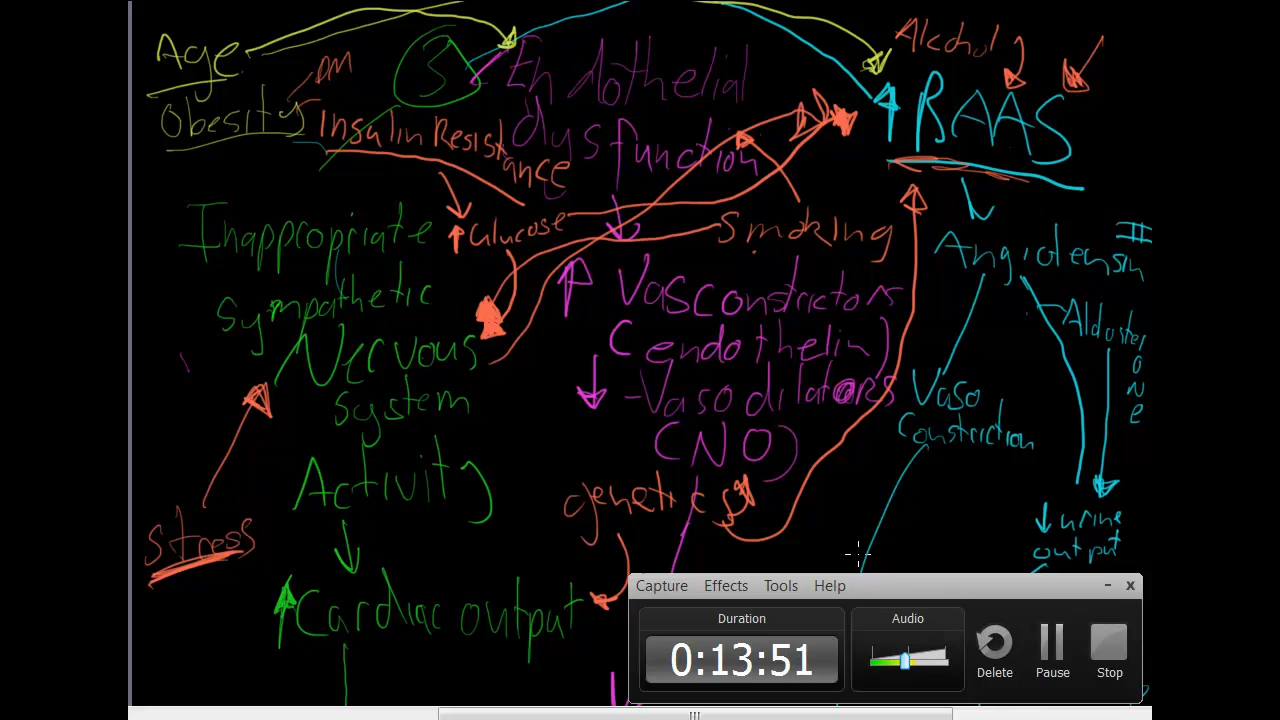 Age
Obesity
DM
Insulin Resistance
3
Endothelial
dysfunction
Alcohol
RAAS
Inappropriate
sympathetic
Nervous
system
Activity
Glucose
Smoking
Vasconstrictors
(endothelin)
-Vasodilators
(NO)
genetics
Angiotensin II
Aldosterone
Vaso
Constriction
urine
output
Stress
Cardiac output
Capture Effects Tools Help
Duration
0:13:51
Audio
Delete
Pause
Stop